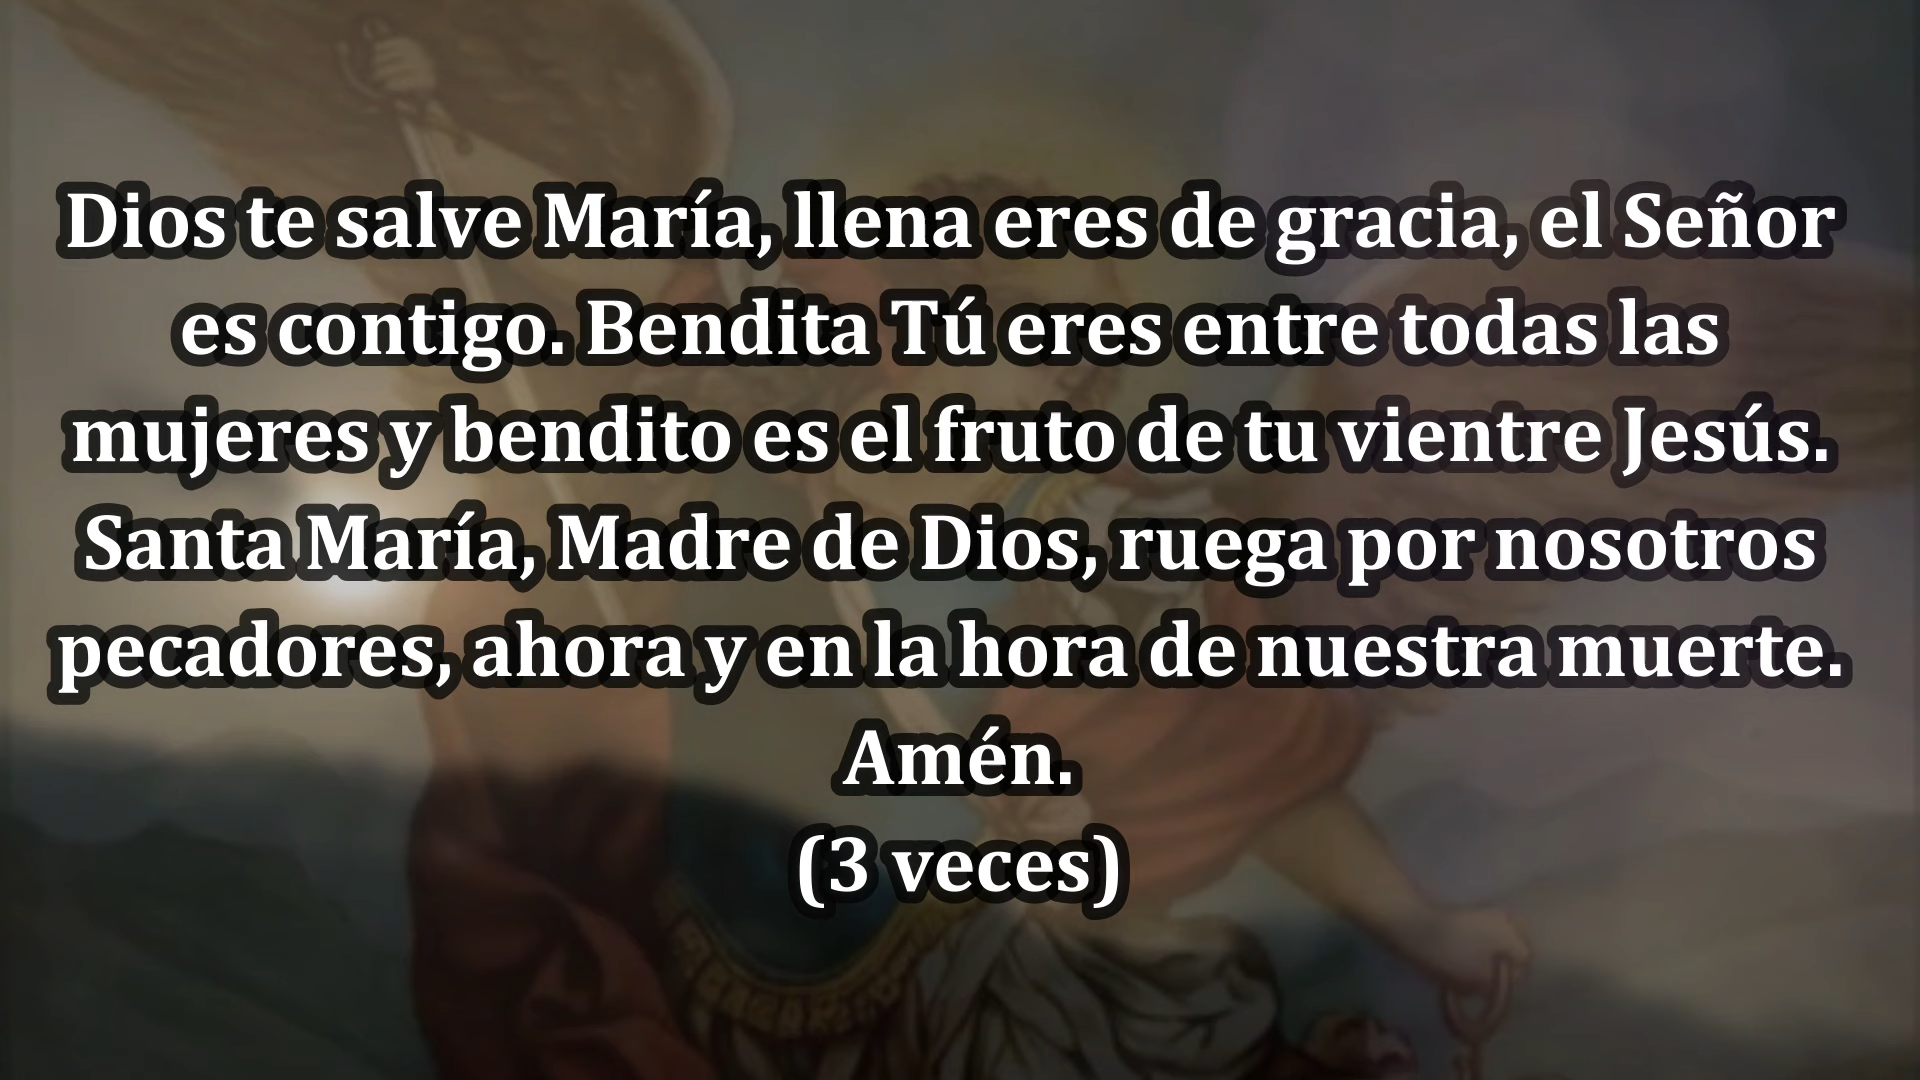 Dios te salve María, llena eres de gracia, el Señor
es contigo. Bendita Tú eres entre todas las
mujeres y bendito es el fruto de tu vientre Jesús.
Santa María, Madre de Dios, ruega por nosotros
pecadores, ahora y en la hora de nuestra muerte.
Amén.
(3 veces)